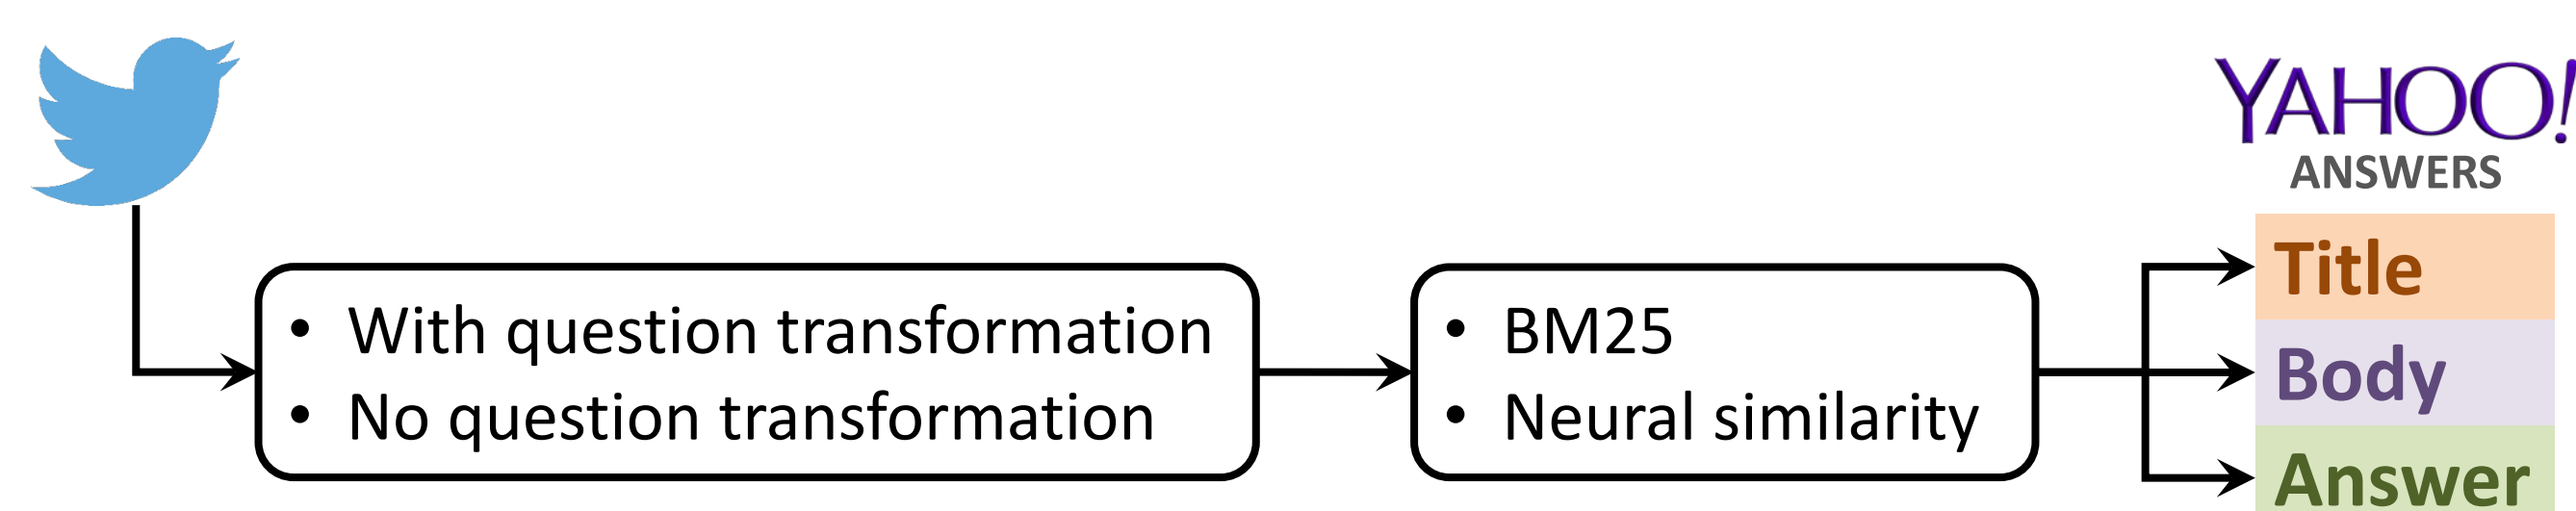 YAHOO!
ANSWERS
• With question transformation
• No question transformation
• BM25
• Neural similarity
Title
Body
Answer